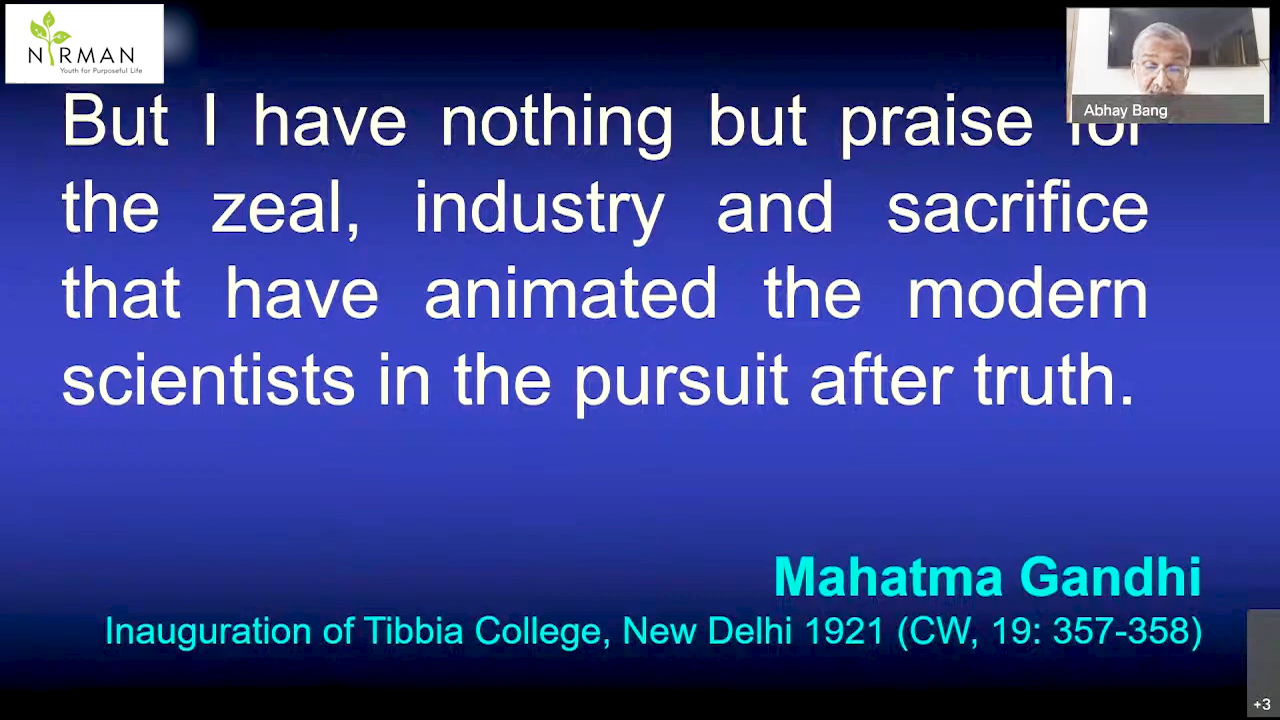 NIRMAN
Youth for Purposeful Life
Abhay Bang
But I have nothing but praise for
the zeal, industry and sacrifice
that have animated the modern
scientists in the pursuit after truth.
Mahatma Gandhi
Inauguration of Tibbia College, New Delhi 1921 (CW, 19: 357-358)
+3